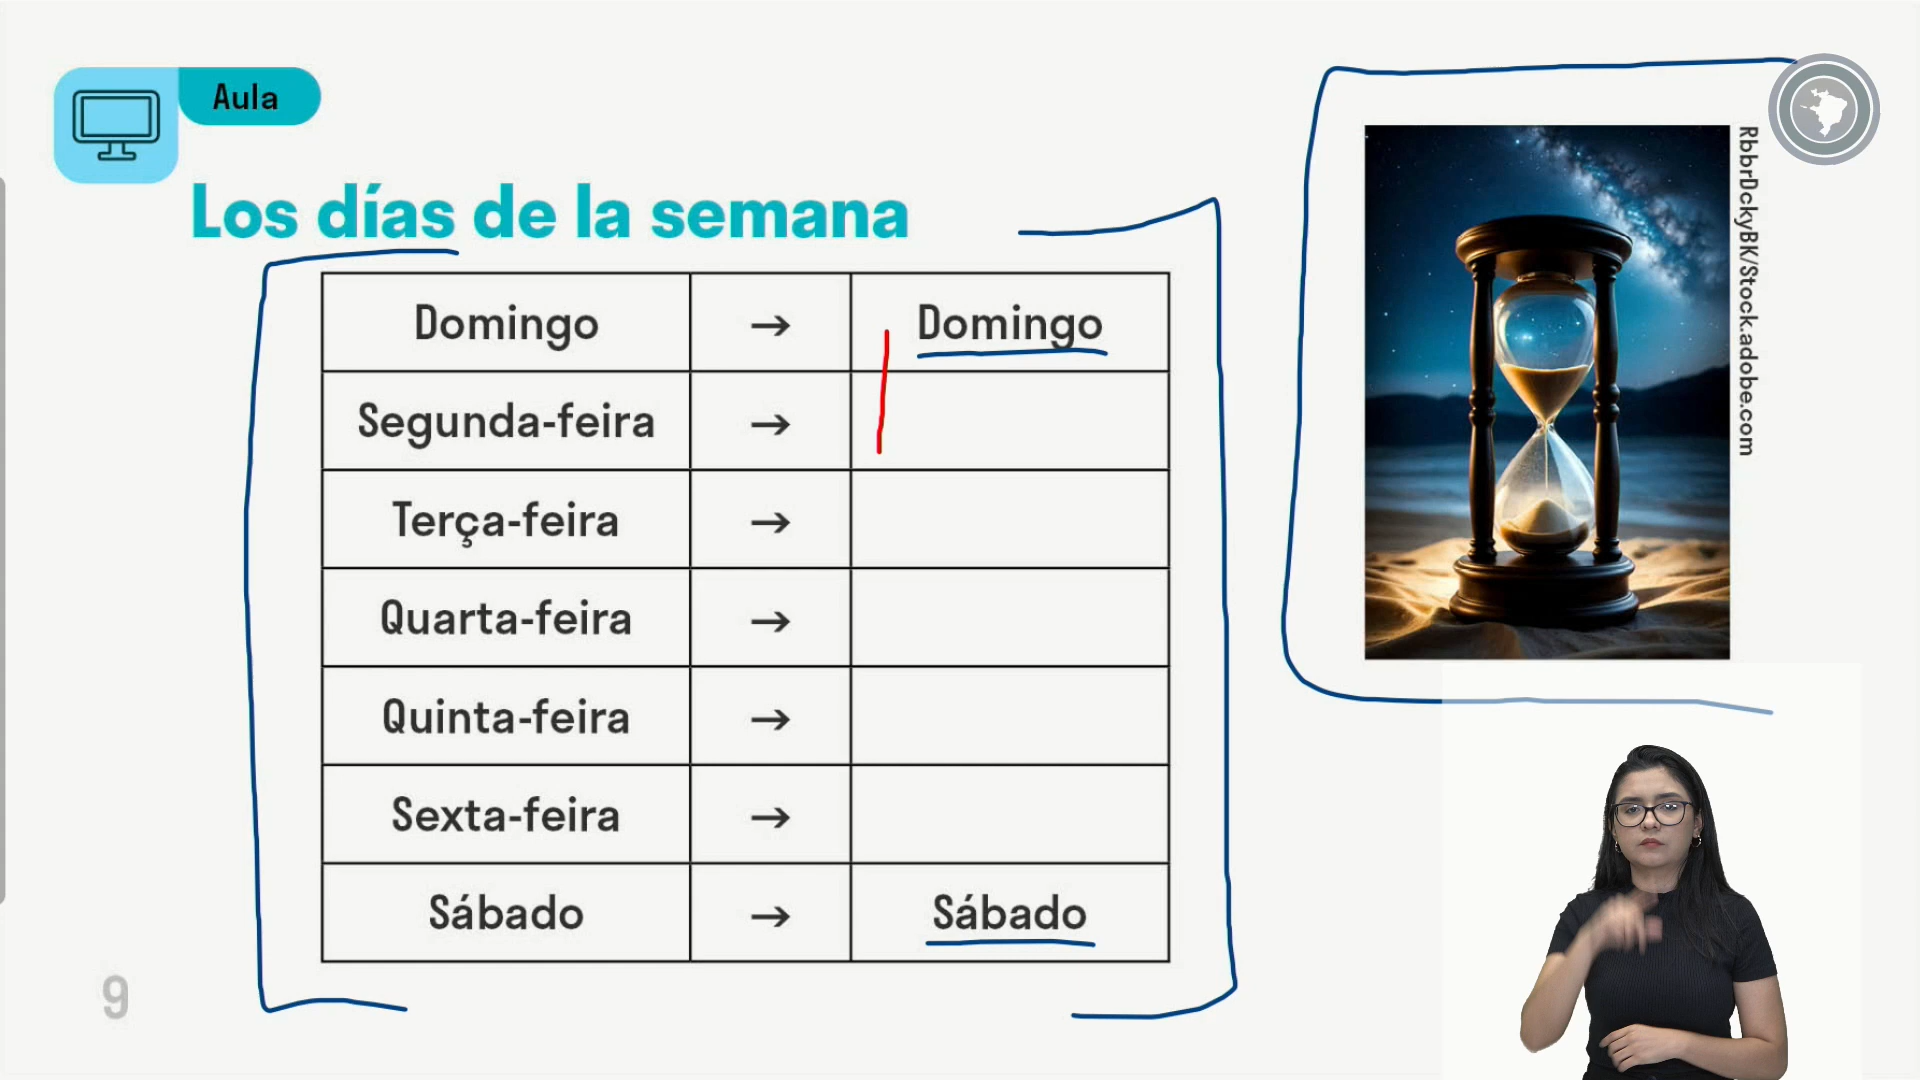 Aula
Los días de la semana
Domingo → Domingo
Segunda-feira →
Terça-feira →
Quarta-feira →
Quinta-feira →
Sexta-feira →
Sábado → Sábado
9
RbbrDckyBK/Stock.adobe.com